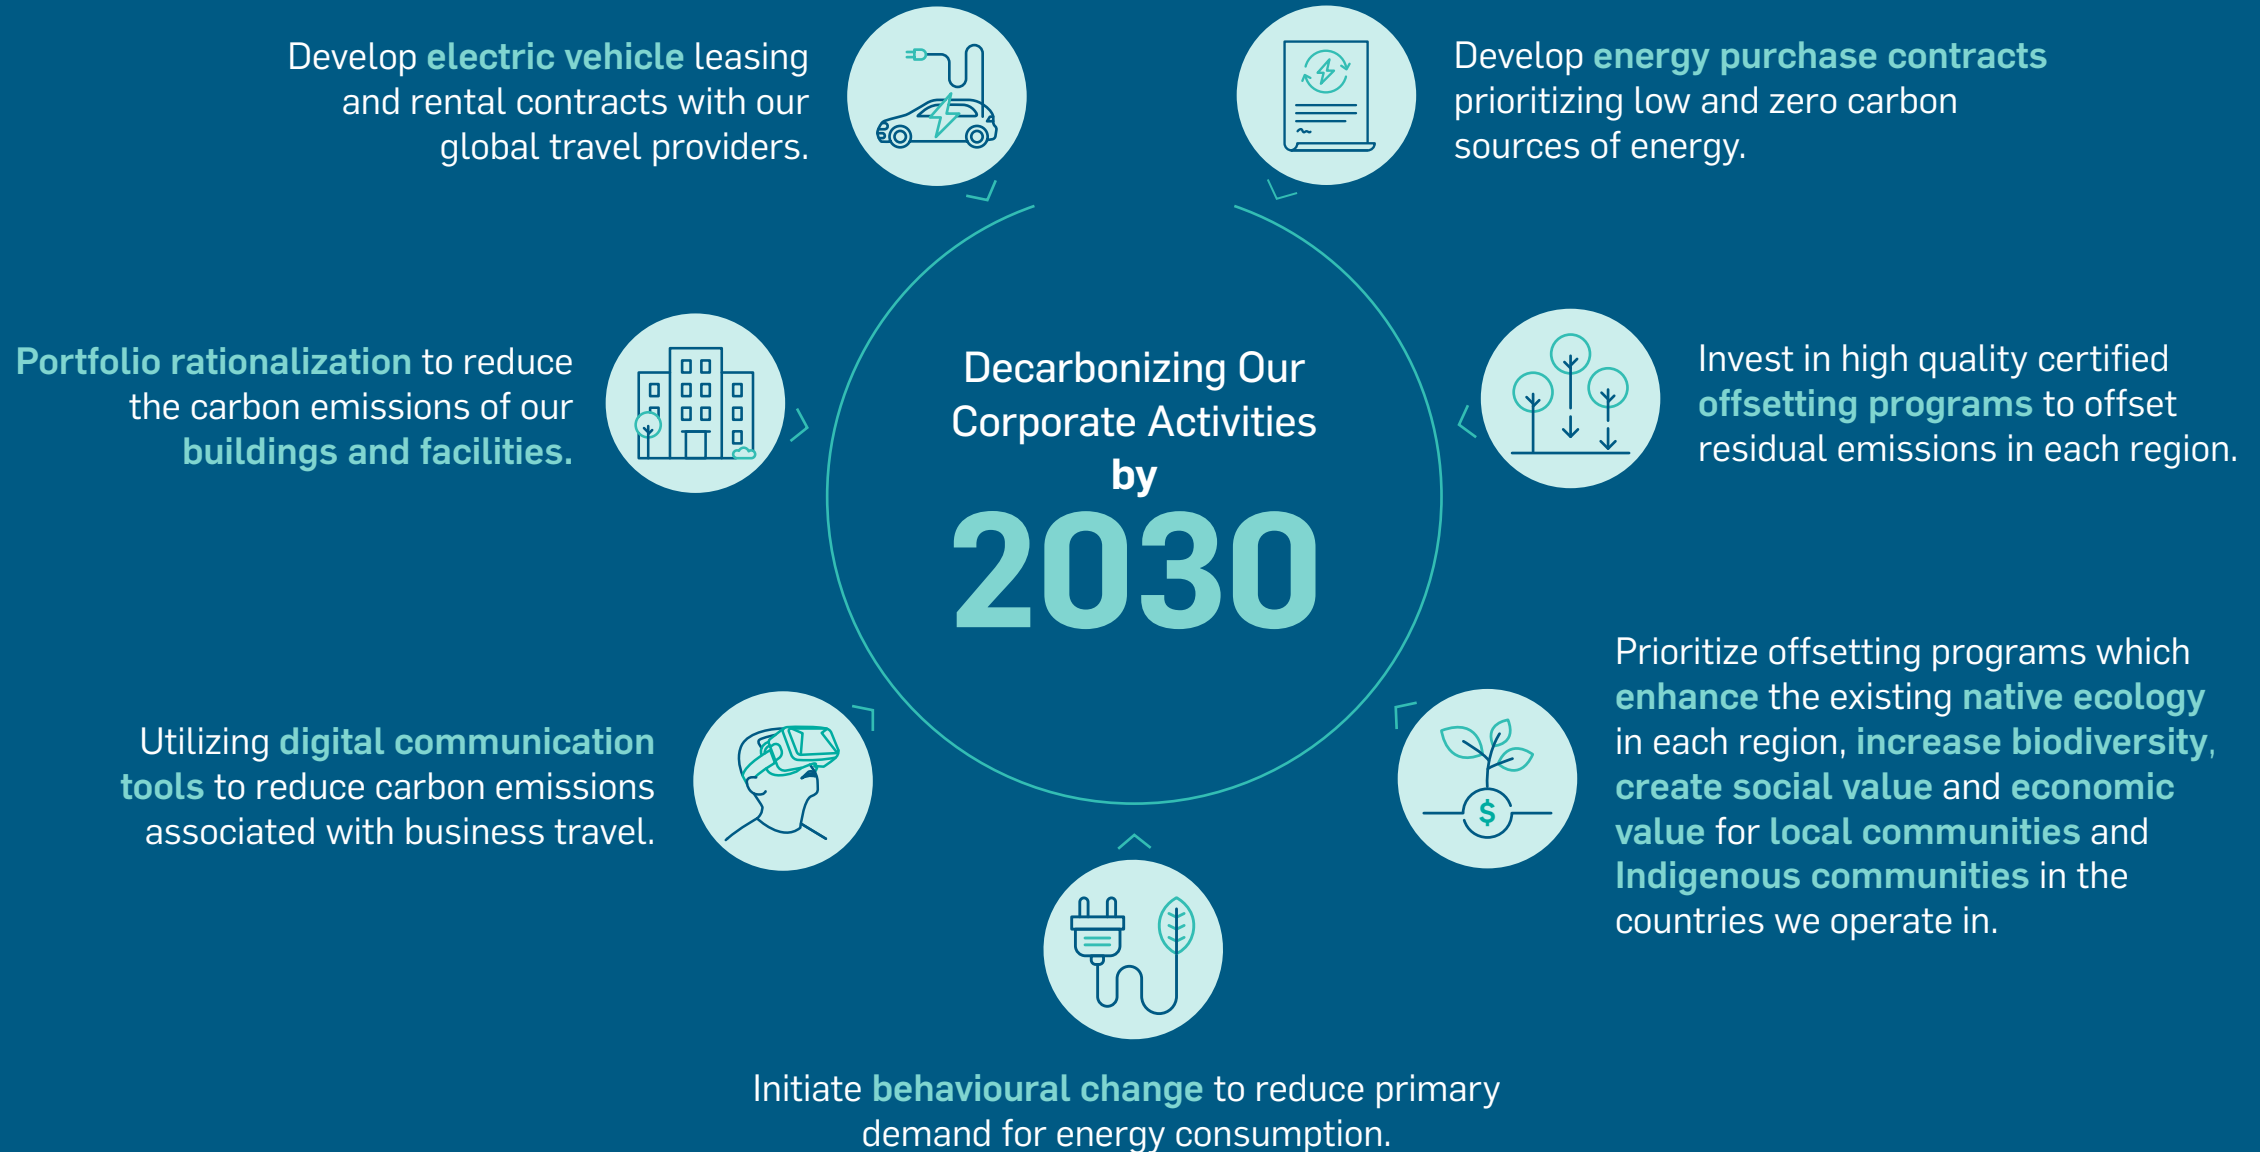 Develop electric vehicle leasing
and rental contracts with our
global travel providers.
Develop energy purchase contracts
prioritizing low and zero carbon
sources of energy.
Portfolio rationalization to reduce
the carbon emissions of our
buildings and facilities.
Decarbonizing Our
Corporate Activities
by
2030
Invest in high quality certified
offsetting programs to offset
residual emissions in each region.
Utilizing digital communication
tools to reduce carbon emissions
associated with business travel.
Prioritize offsetting programs which
enhance the existing native ecology
in each region, increase biodiversity,
create social value and economic
value for local communities and
Indigenous communities in the
countries we operate in.
$
Initiate behavioural change to reduce primary
demand for energy consumption.